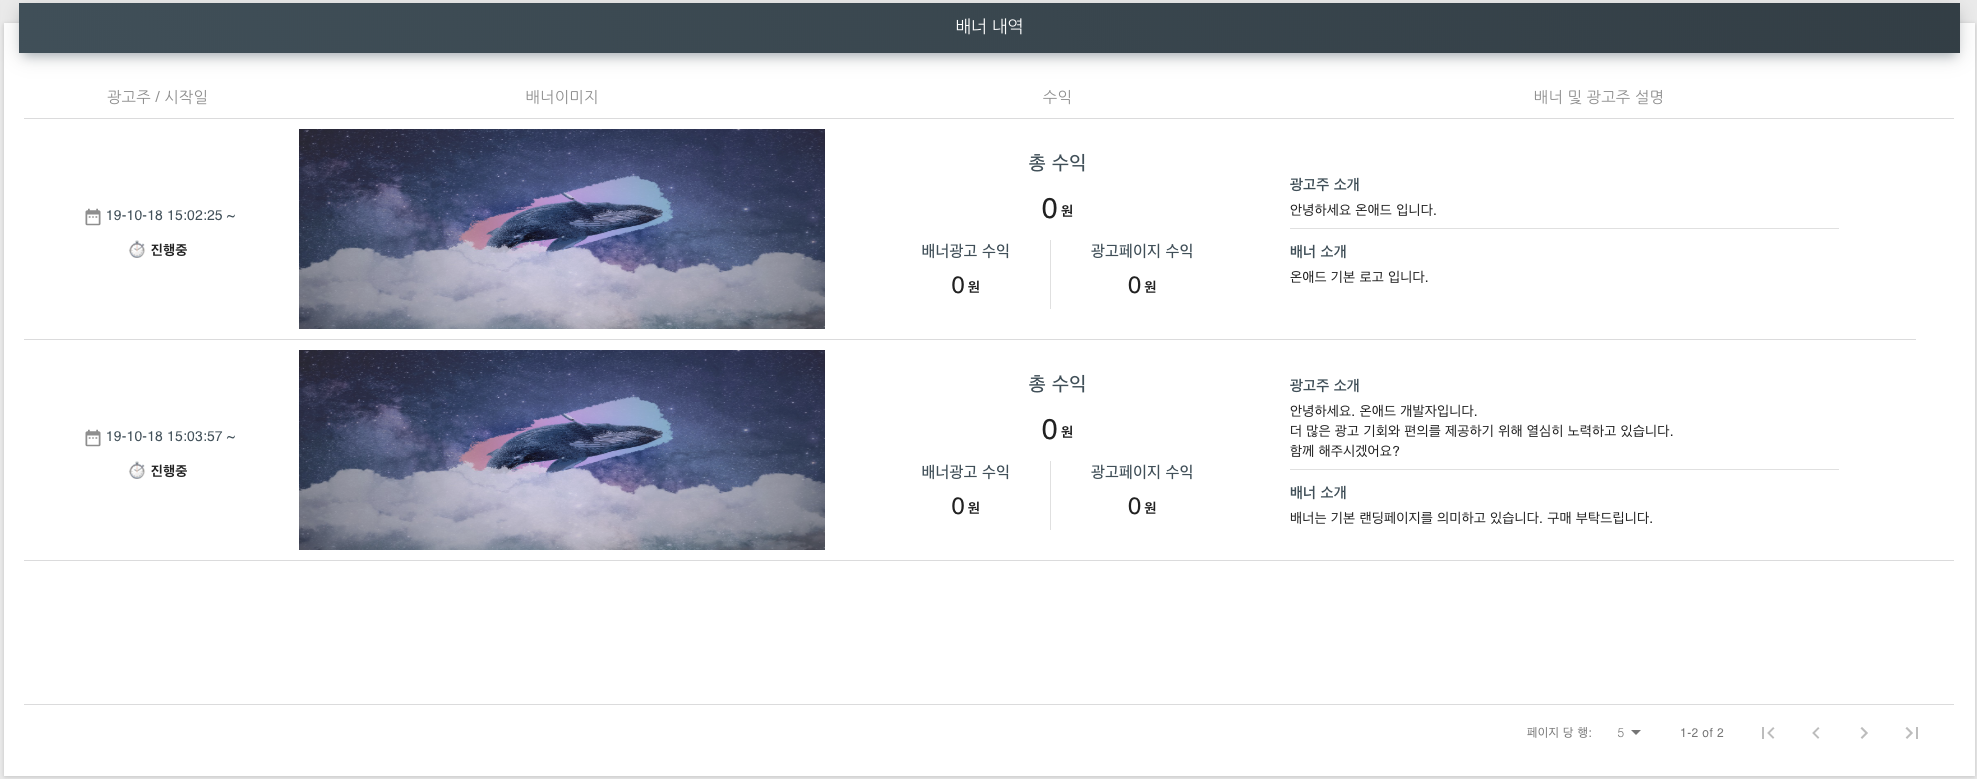 배너 내역
광고주 / 시작일 배너이미지 수익 배너 및 광고주 설명
19-10-18 15:02:25 ~
진행중
총 수익
0 원
배너광고 수익 광고페이지 수익
0 원 0 원
광고주 소개
안녕하세요 온애드 입니다.
배너 소개
온애드 기본 로고 입니다.
19-10-18 15:03:57 ~
진행중
총 수익
0 원
배너광고 수익 광고페이지 수익
0 원 0 원
광고주 소개
안녕하세요. 온애드 개발자입니다.
더 많은 광고 기회와 편의를 제공하기 위해 열심히 노력하고 있습니다.
함께 해주시겠어요?
배너 소개
배너는 기본 랜딩페이지를 의미하고 있습니다. 구매 부탁드립니다.
페이지 당 행: 5 1-2 of 2